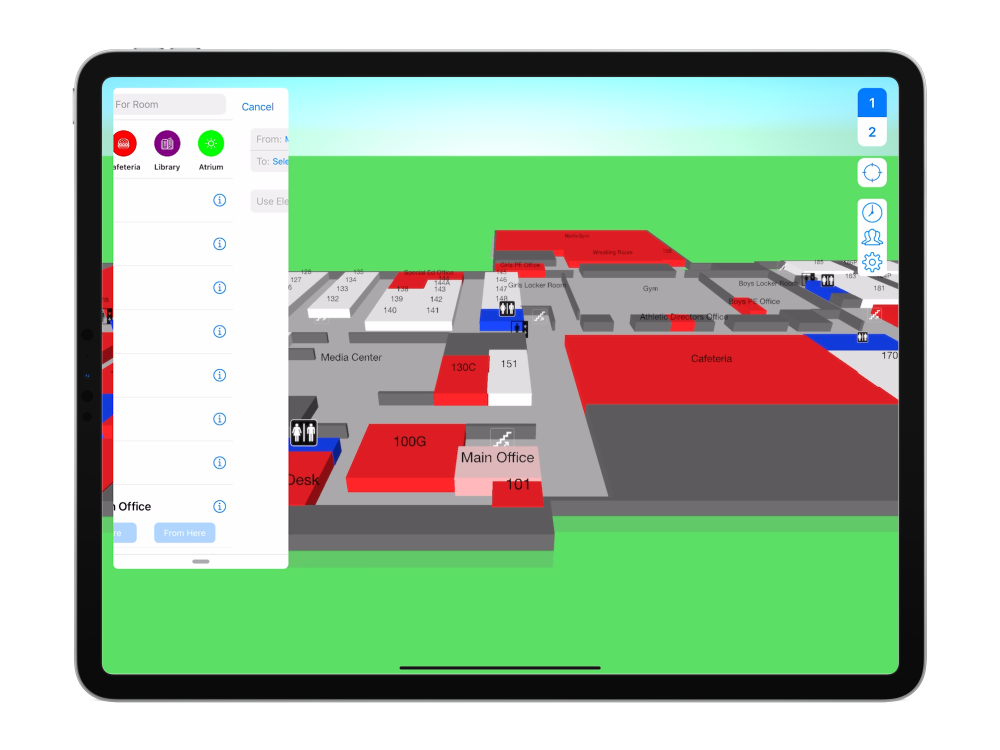 For Room
Cancel
afeteria
Library
Atrium
From:
To: Sele
Use Ele
Office
re
From Here
1
2
Wrestling Room
Girls PE Office
Special Ed Office
144A
126
127
134
135
133
132
138
139
140
143
142
141
145
146
147
148
Girls Locker Room
Gym
Boys Locker Room
Boys PE Office
Athletic Directors Office
185
183
181
Media Center
130C
151
Cafeteria
170
100G
Main Office
101
Desk